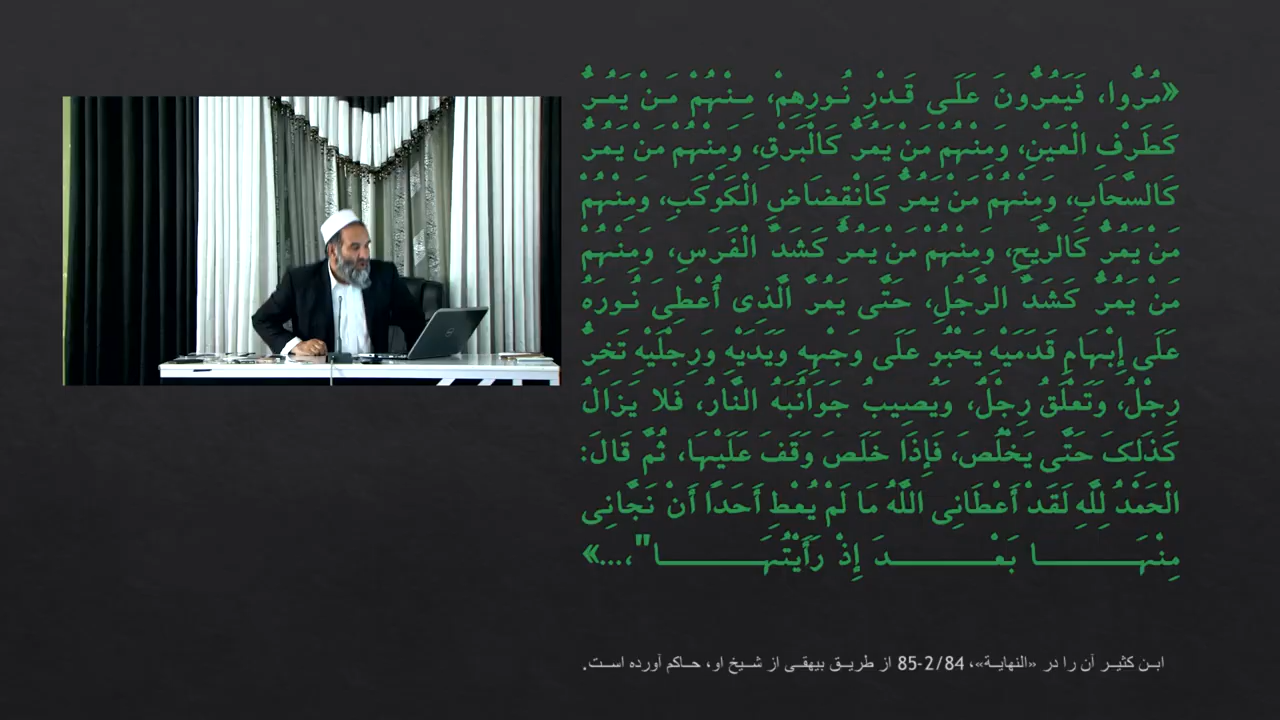 «مُرُّوا، فَيَمُرُّونَ عَلَى قَدْرِ نُورِهِمْ، مِنْهُمْ مَنْ يَمُرُّ
كَطَرْفِ الْعَيْنِ، وَمِنْهُمْ مَنْ يَمُرُّ كَالْبَرْقِ، وَمِنْهُمْ مَنْ يَمُرُّ
كَالسَّحَابِ، وَمِنْهُمْ مَنْ يَمُرُّ كَانْقِضَاضِ الْكَوْكَبِ، وَمِنْهُمْ
مَنْ يَمُرُّ كَالرِّيْحِ، وَمِنْهُمْ مَنْ يَمُرُّ كَشَدِّ الْفَرَسِ، وَمِنْهُمْ
مَنْ يَمُرُّ كَشَدِّ الرَّجُلِ، حَتَّى يَمُرَّ الَّذِى أُعْطِىَ نُورَهُ
عَلَى إِبْهَامِ قَدَمَيْهِ يَحْبُو عَلَى وَجْهِهِ وَيَدَيْهِ وَرِجْلَيْهِ تَخِرُّ
رِجْلٌ، وَتَعْلَقُ رِجْلٌ، وَيُصِيبُ جَوَانِبَهُ النَّارُ، فَلا يَزَالُ
كَذَلِكَ حَتَّى يَخْلُصَ، فَإِذَا خَلَصَ وَقَفَ عَلَيْهَا، ثُمَّ قَالَ:
الْحَمْدُ لِلَّهِ لَقَدْ أَعْطَانِى اللَّهُ مَا لَمْ يُعْطِ أَحَدًا أَنْ نَجَّانِى
مِنْهَا بَعْدَ إِذْ رَأَيْتُهَا"،...»
ابن کثیر آن را در «النهایة»، 2/84-85 از طریق بیهقی از شیخ او، حاکم آورده است.